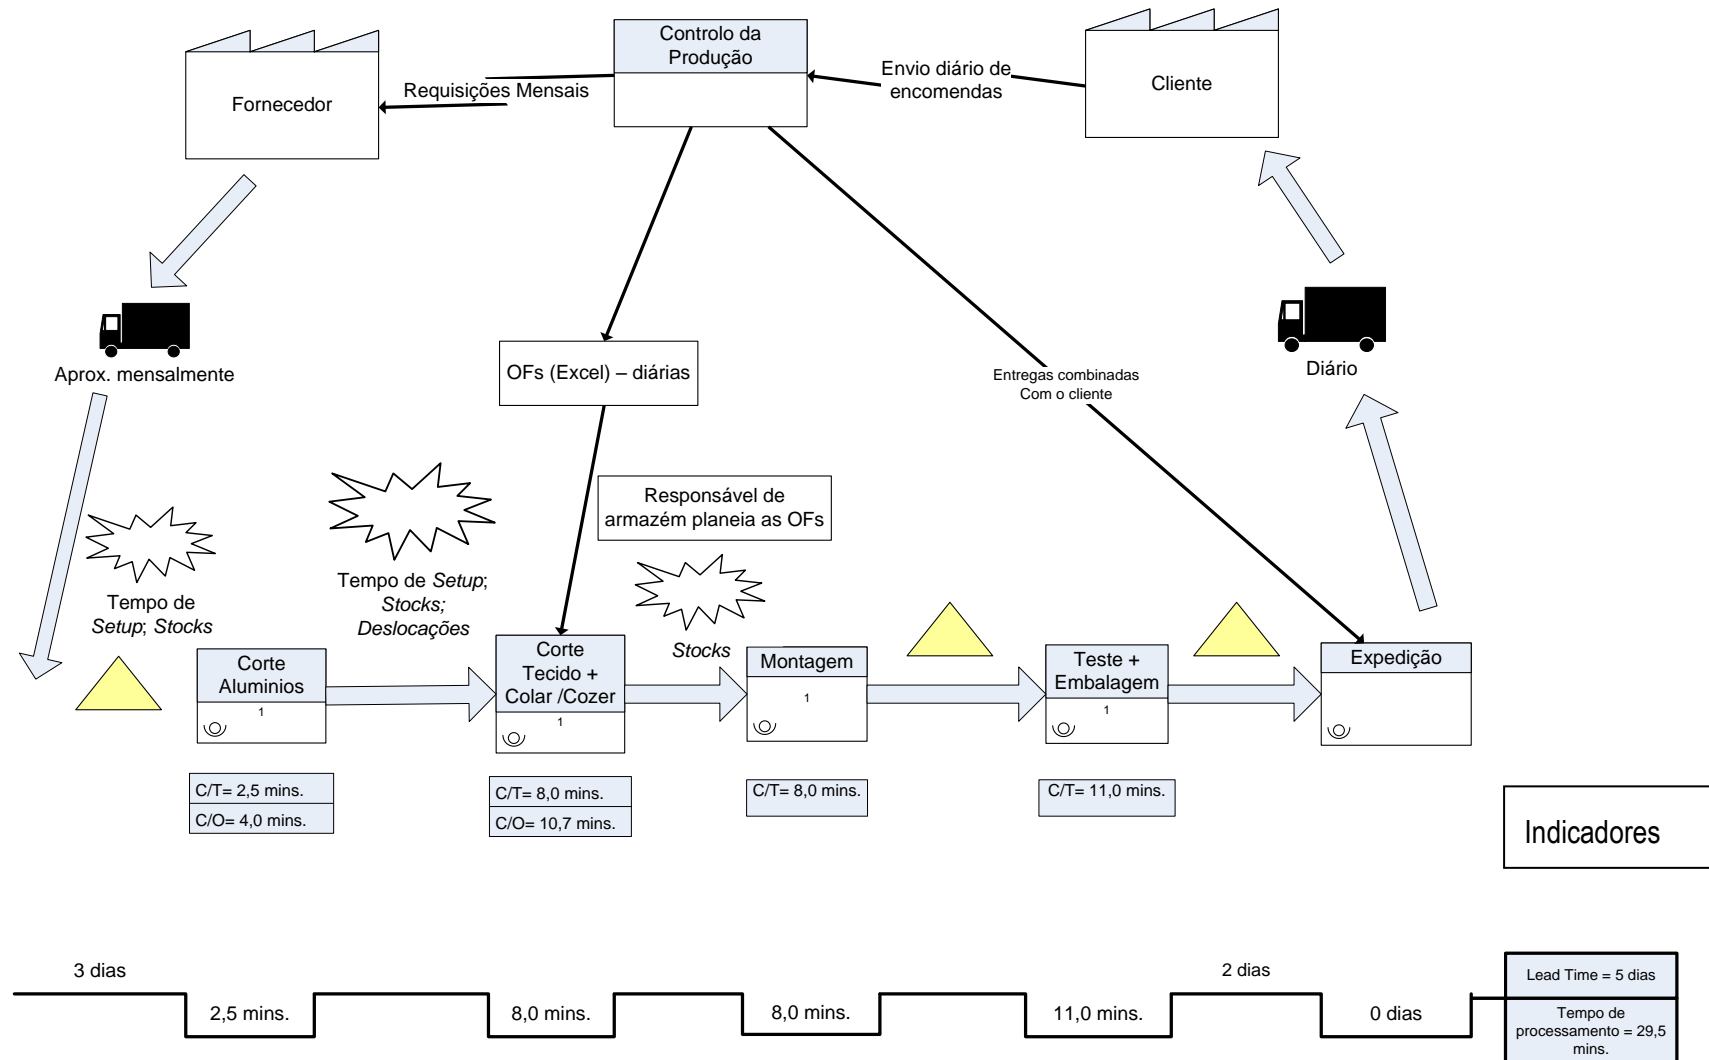 Controlo da
Produção
Fornecedor
Requisições Mensais
Envio diário de
encomendas
Cliente
Aprox. mensalmente
OFs (Excel) – diárias
Entregas combinadas
Com o cliente
Diário
Responsável de
armazém planeia as OFs
Tempo de
Setup; Stocks
Tempo de Setup;
Stocks;
Deslocações
Stocks
Corte
Aluminios
1
Corte
Tecido +
Colar /Cozer
1
Montagem
1
Teste +
Embalagem
1
Expedição
C/T= 2,5 mins.
C/O= 4,0 mins.
C/T= 8,0 mins.
C/O= 10,7 mins.
C/T= 8,0 mins.
C/T= 11,0 mins.
Indicadores
3 dias
2,5 mins.
8,0 mins.
8,0 mins.
11,0 mins.
2 dias
0 dias
Lead Time = 5 dias
Tempo de
processamento = 29,5
mins.